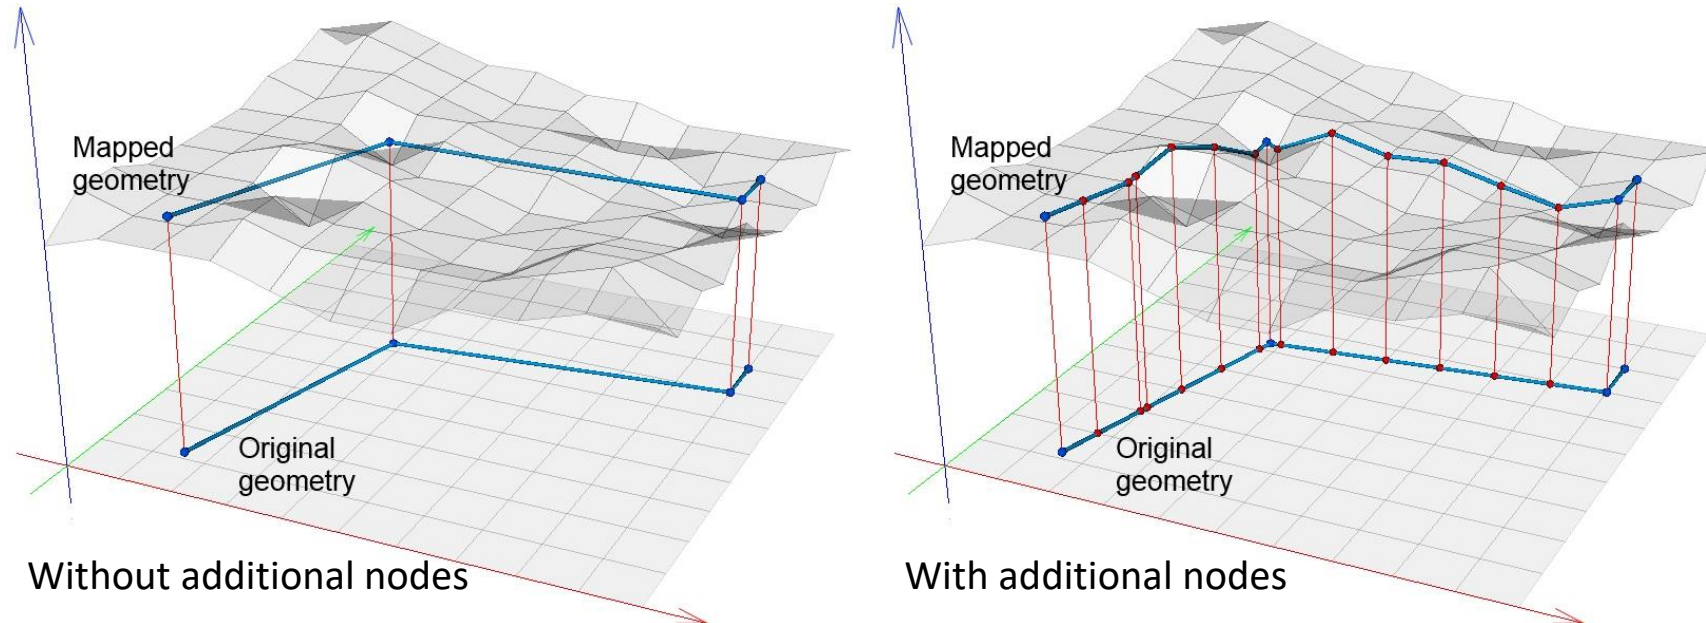 Mapped
geometry
Original
geometry
Without additional nodes
Mapped
geometry
Original
geometry
With additional nodes